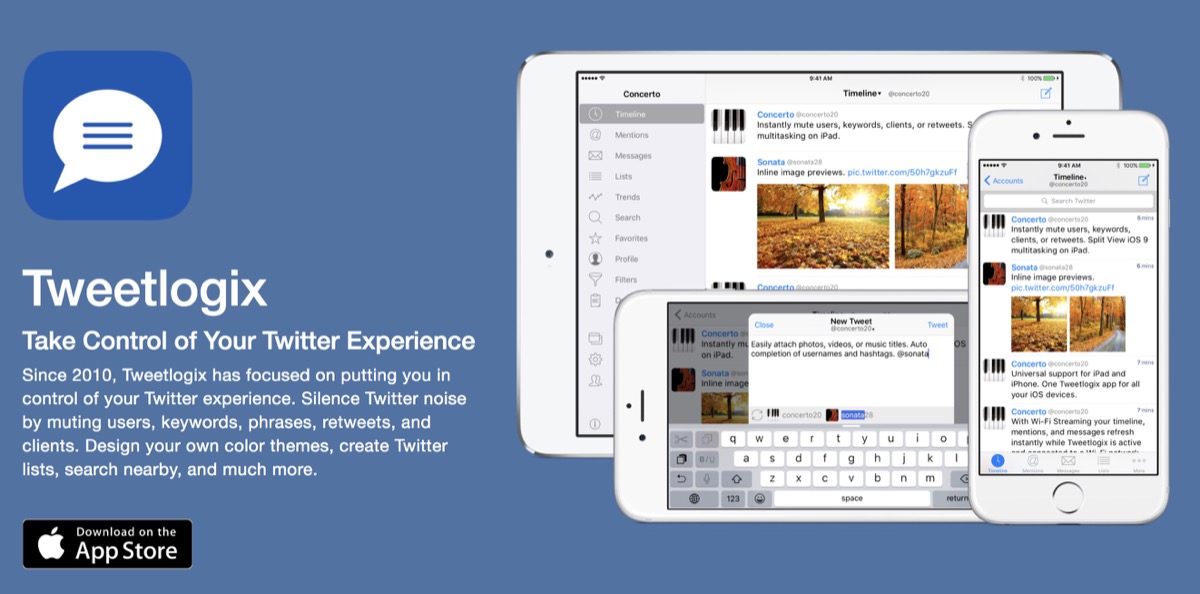 Tweetlogix
Take Control of Your Twitter Experience
Since 2010, Tweetlogix has focused on putting you in
control of your Twitter experience. Silence Twitter noise
by muting users, keywords, phrases, retweets, and
clients. Design your own color themes, create Twitter
lists, search nearby, and much more.
Download on the
App Store
9:41 AM
100%
Concerto
Timeline
Mentions
Messages
Lists
Trends
Search
Favorites
Profile
Filters
Timeline @concerto20
Concerto @concerto20
Instantly mute users, keywords, clients, or retweets. S
multitasking on iPad.
Sonata @sonata28
Inline image previews. pic.twitter.com/50h7gkzuFf
Concerto @concerto20
Accounts
Concerto
Instantly mu
on iPad.
Sonata
Inline image
iOS
New Tweet
@concerto20
Close
Tweet
Easily attach photos, videos, or music titles. Auto
completion of usernames and hashtags. @sonata
concerto20 sonata28
q w e r t y u i o
B/U a s d f g h j k l
z x c v b n m
123 space return
9:41 AM 100%
Accounts Timeline
@concerto20
Search Twitter
Concerto @concerto20 5 mins
Instantly mute users, keywords,
clients, or retweets. Split View iOS 9
multitasking on iPad.
Sonata @sonata28 6 mins
Inline image previews.
pic.twitter.com/50h7gkzuFf
Concerto @concerto20 7 mins
Universal support for iPad and
iPhone. One Tweetlogix app for all
your iOS devices.
Concerto @concerto20 7 mins
With Wi-Fi Streaming your timeline,
mentions, and messages refresh
instantly while Tweetlogix is active
Timeline Mentions Messages Lists More